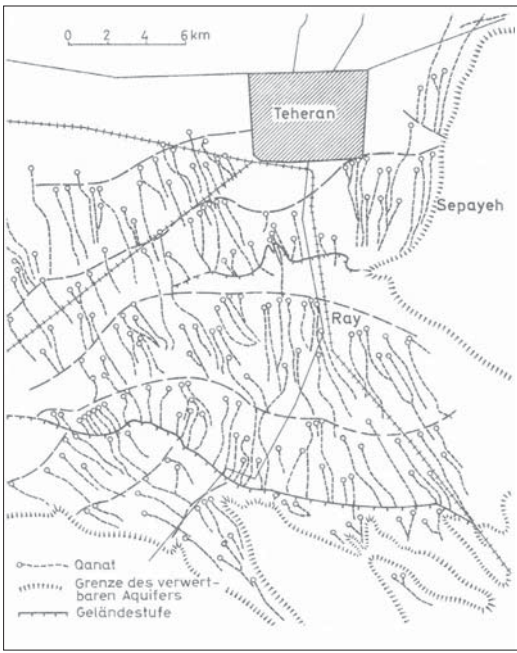 0 2 4 6 km
Teheran
Sepayeh
Ray
Qanat
Grenze des verwert-
baren Aquifers
Geländestufe